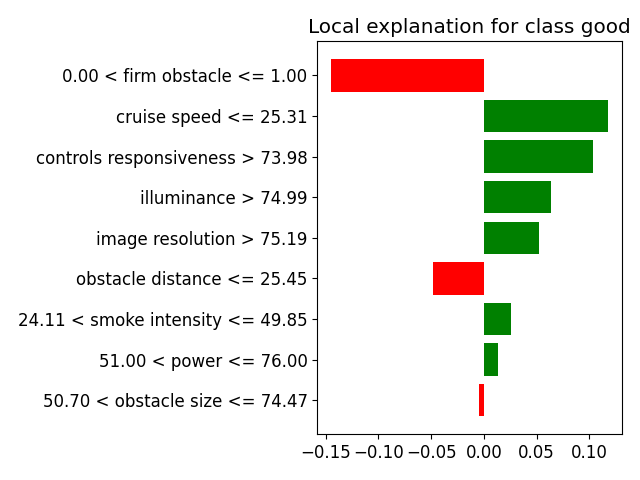 Local explanation for class good
0.00 < firm obstacle <= 1.00
cruise speed <= 25.31
controls responsiveness > 73.98
illuminance > 74.99
image resolution > 75.19
obstacle distance <= 25.45
24.11 < smoke intensity <= 49.85
51.00 < power <= 76.00
50.70 < obstacle size <= 74.47
−0.15 −0.10 −0.05 0.00 0.05 0.10